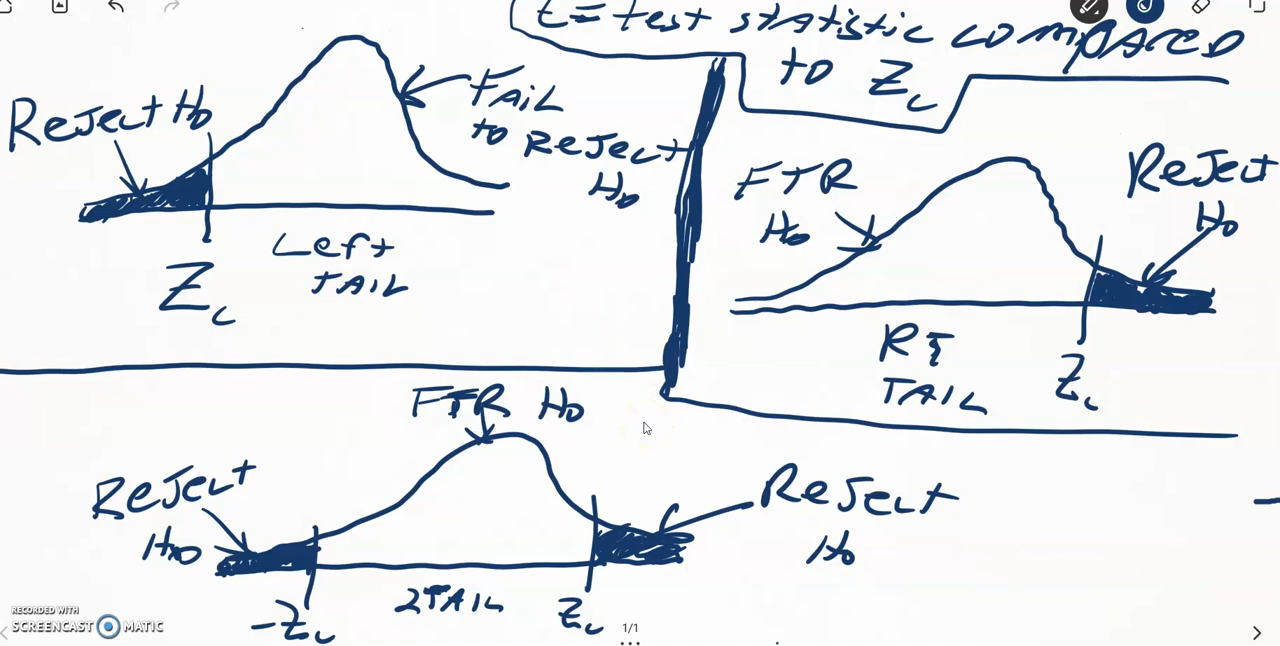 t = test statistic compared
to Zc
Reject Ho
Fail
to Reject
Ho
Zc
Left
Tail
FTR
Ho
Reject
Ho
RT
TAIL
Zc
FTR Ho
Reject
Ho
Reject
Ho
-Zc
2TAIL
Zc
RECORDED WITH
SCREENCAST MATIC
1/1